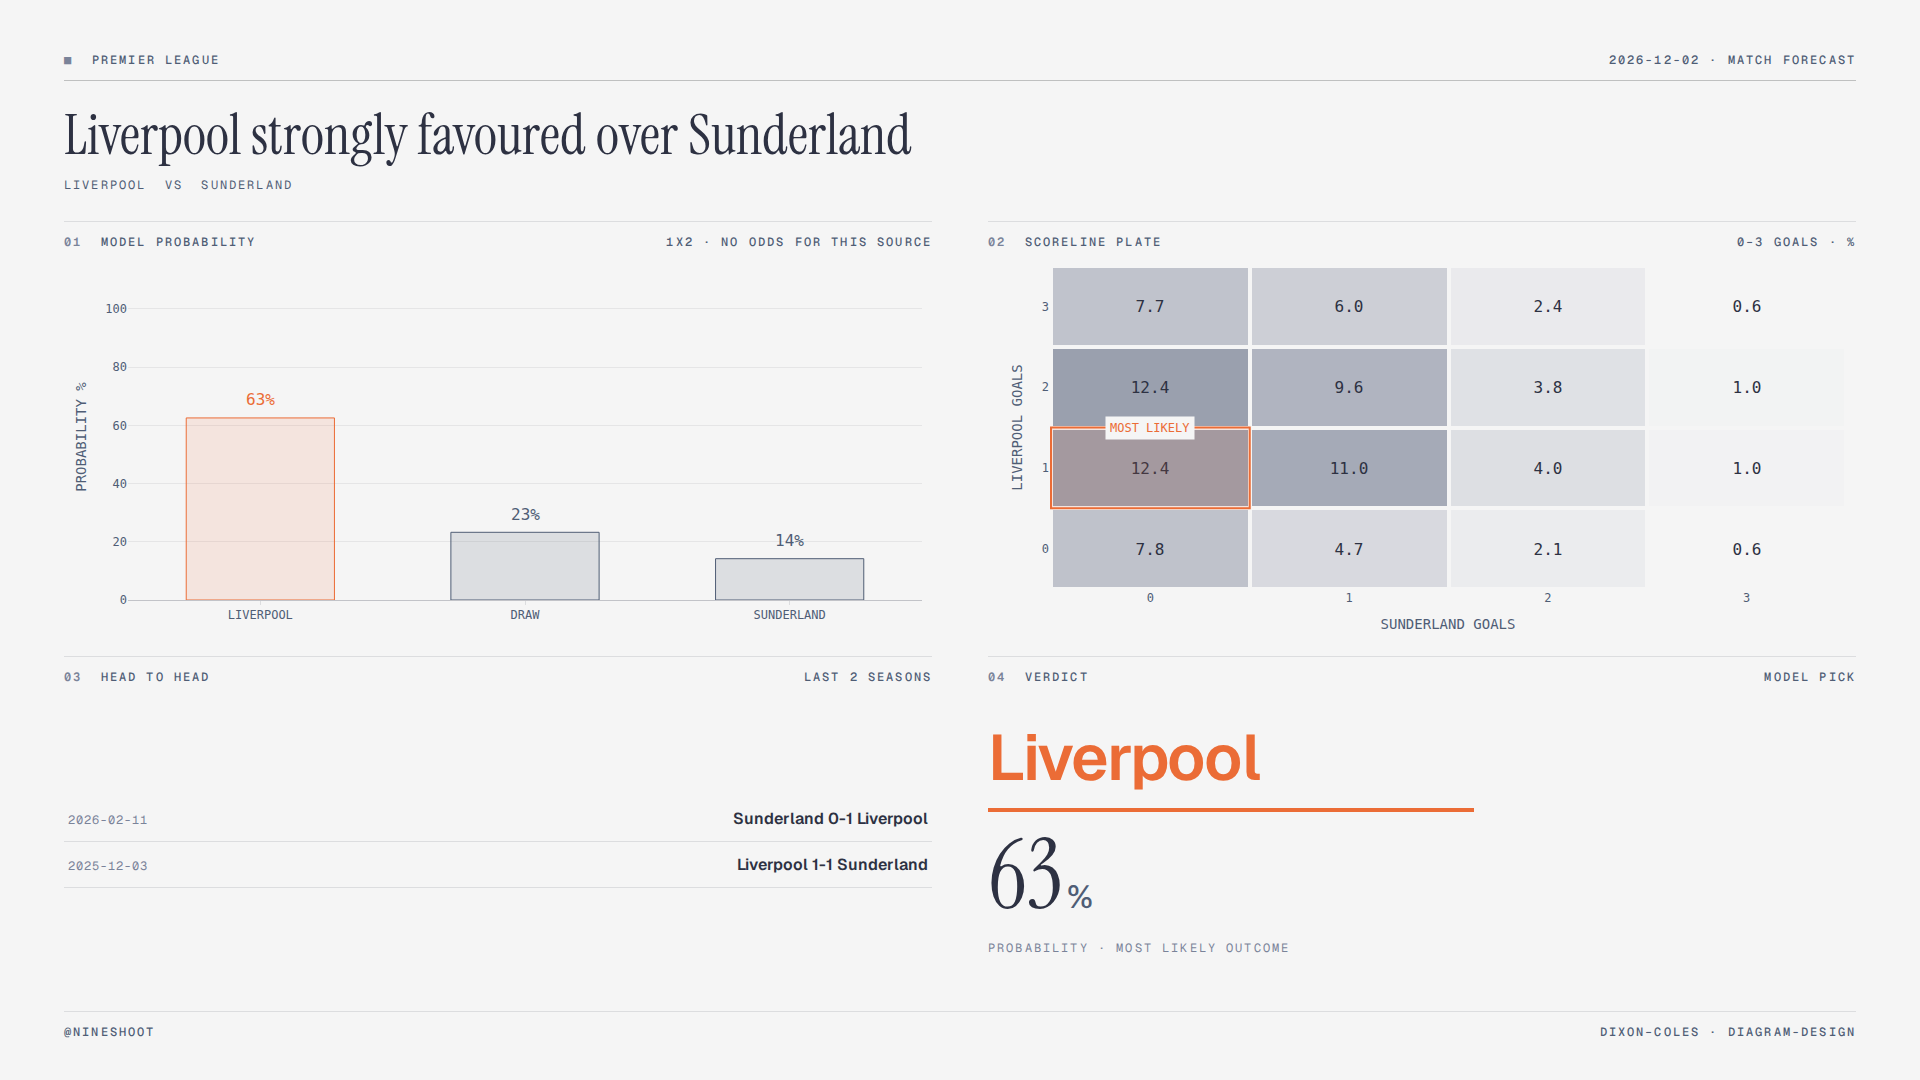 ■ PREMIER LEAGUE
2026-12-02 · MATCH FORECAST
Liverpool strongly favoured over Sunderland
LIVERPOOL VS SUNDERLAND
01 MODEL PROBABILITY
1X2 · NO ODDS FOR THIS SOURCE
PROBABILITY %
100
80
60
40
20
0
63%
23%
14%
LIVERPOOL DRAW SUNDERLAND
02 SCORELINE PLATE
0–3 GOALS · %
LIVERPOOL GOALS
3 7.7 6.0 2.4 0.6
2 12.4 9.6 3.8 1.0
MOST LIKELY
1 12.4 11.0 4.0 1.0
0 7.8 4.7 2.1 0.6
0 1 2 3
SUNDERLAND GOALS
03 HEAD TO HEAD
LAST 2 SEASONS
2026-02-11 Sunderland 0-1 Liverpool
2025-12-03 Liverpool 1-1 Sunderland
04 VERDICT
MODEL PICK
Liverpool
63%
PROBABILITY · MOST LIKELY OUTCOME
@NINESHOOT
DIXON-COLES · DIAGRAM-DESIGN